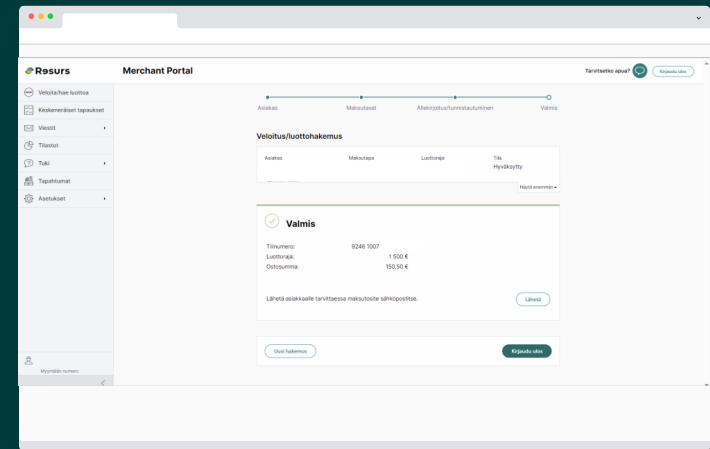 Resurs
Merchant Portal
Tarvitsetko apua?
Kirjaudu ulos
Veloita/hae luottoa
Keskeneräiset tapaukset
Viestit
Tilastot
Tuki
Tapahtumat
Asetukset
Myymälän numero
Asiakas
Maksutavat
Allekirjoitus/tunnistautuminen
Valmis
Veloitus/luottohakemus
Asiakas Maksutapa Luottoraja Tila
Hyväksytty
Näytä enemmän
Valmis
Tilinumero: 9246 1007
Luottoraja: 1 500 €
Ostosumma: 150,50 €
Lähetä asiakkaalle tarvittaessa maksutosite sähköpostitse.
Lähetä
Uusi hakemus
Kirjaudu ulos